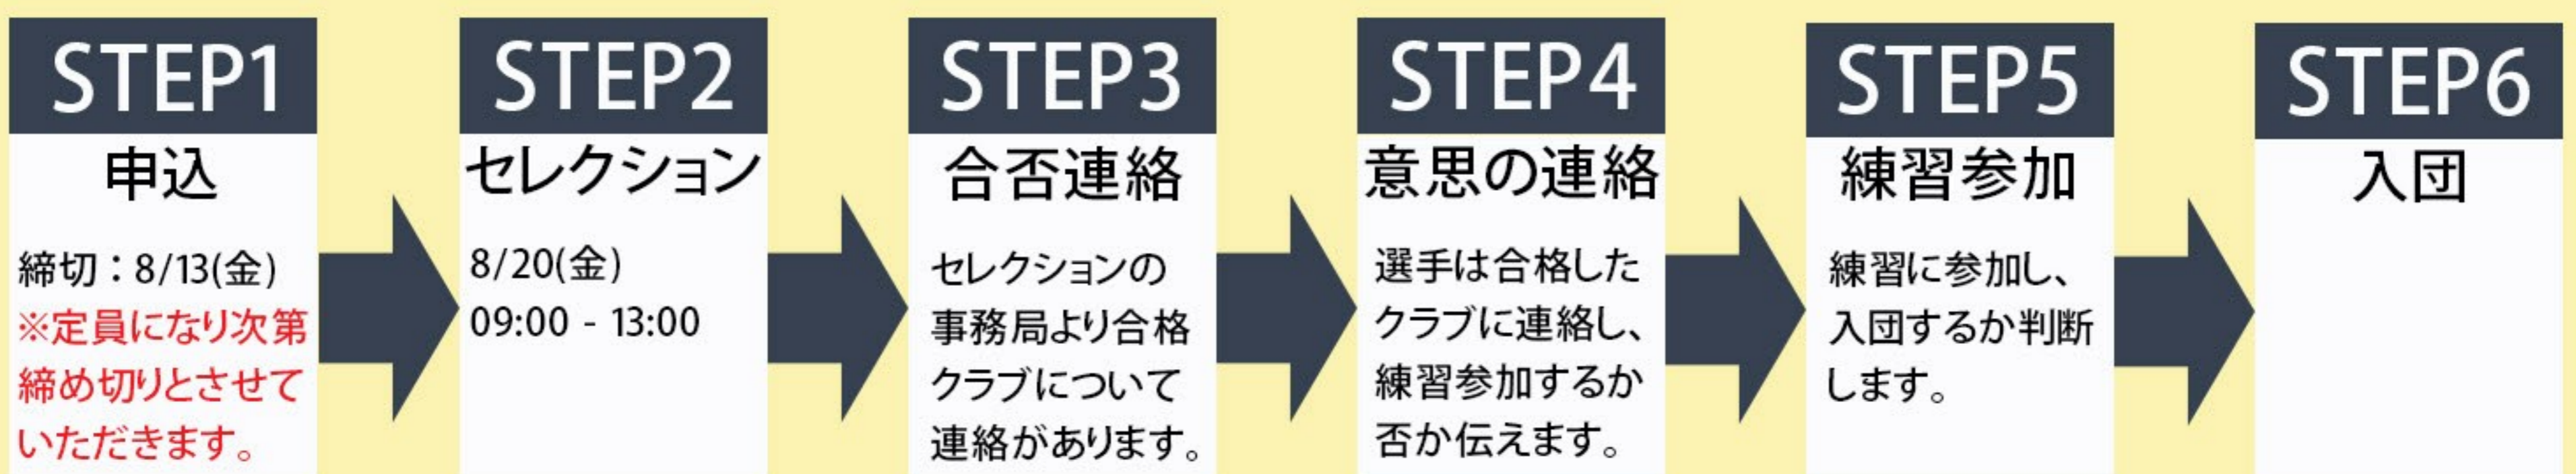 STEP1
申込
締切：8/13(金)
※定員になり次第
締め切りとさせて
いただきます。
STEP2
セレクション
8/20(金)
09:00 - 13:00
STEP3
合否連絡
セレクションの
事務局より合格
クラブについて
連絡があります。
STEP4
意思の連絡
選手は合格した
クラブに連絡し、
練習参加するか
否か伝えます。
STEP5
練習参加
練習に参加し、
入団するか判断
します。
STEP6
入団